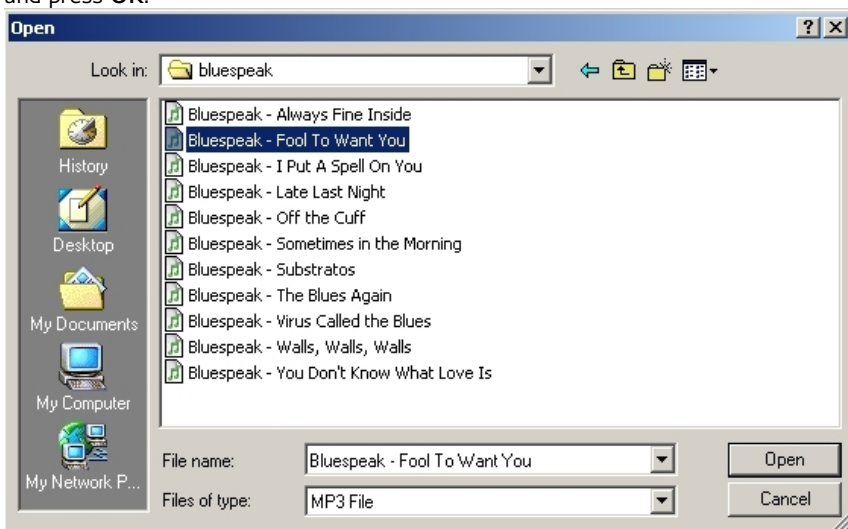 and press OK.
Open
Look in: bluespeak
History
Desktop
My Documents
My Computer
My Network P...
Bluespeak - Always Fine Inside
Bluespeak - Fool To Want You
Bluespeak - I Put A Spell On You
Bluespeak - Late Last Night
Bluespeak - Off the Cuff
Bluespeak - Sometimes in the Morning
Bluespeak - Substratos
Bluespeak - The Blues Again
Bluespeak - Virus Called the Blues
Bluespeak - Walls, Walls, Walls
Bluespeak - You Don't Know What Love Is
File name: Bluespeak - Fool To Want You Open
Files of type: MP3 File Cancel